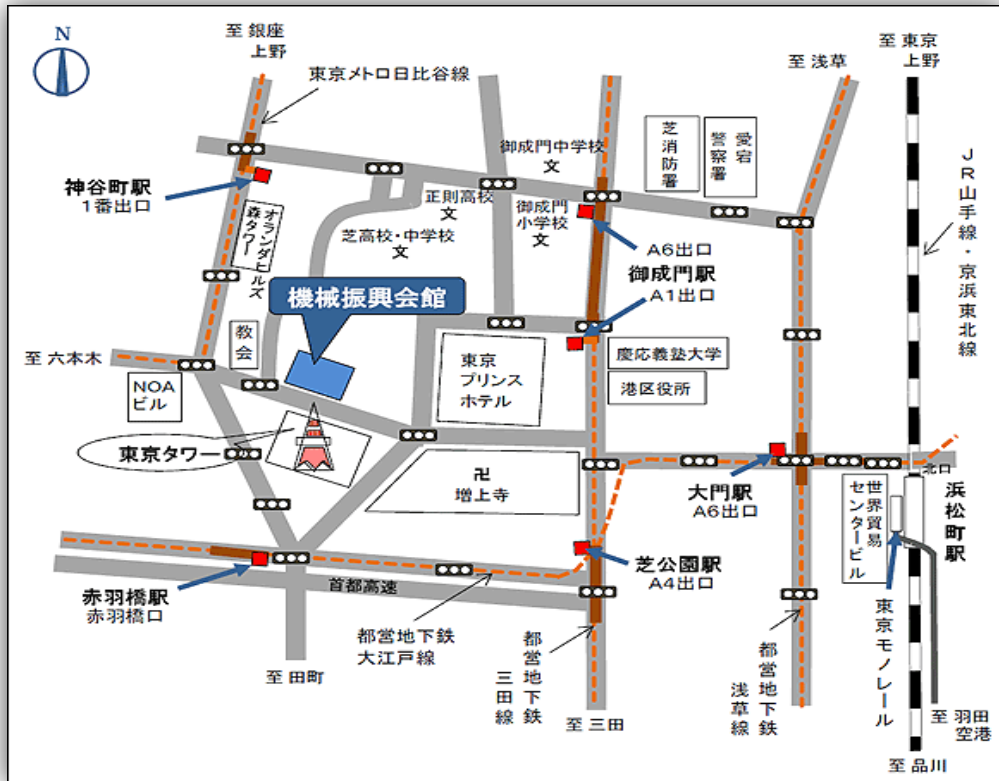 N
至 銀座
上野
東京メトロ日比谷線
至 浅草
至 東京
上野
御成門中学校
文
芝消防署
愛宕
警察署
JR山手線・京浜東北線
神谷町駅
1番出口
正則高校
文
御成門
小学校
文
オランダヒルズ
森タワー
芝高校・中学校
文
A6出口
御成門駅
A1出口
機械振興会館
教会
至 六本木
東京
プリンス
ホテル
慶応義塾大学
港区役所
NOA
ビル
東京タワー
卍
増上寺
大門駅
A6出口
北口
浜松町駅
世界貿易
センタービル
芝公園駅
A4出口
赤羽橋駅
赤羽橋口
首都高速
都営地下鉄
大江戸線
都営地下鉄
三田線
都営地下鉄
浅草線
東京モノレール
至 田町
至 三田
至 羽田
空港
至 品川